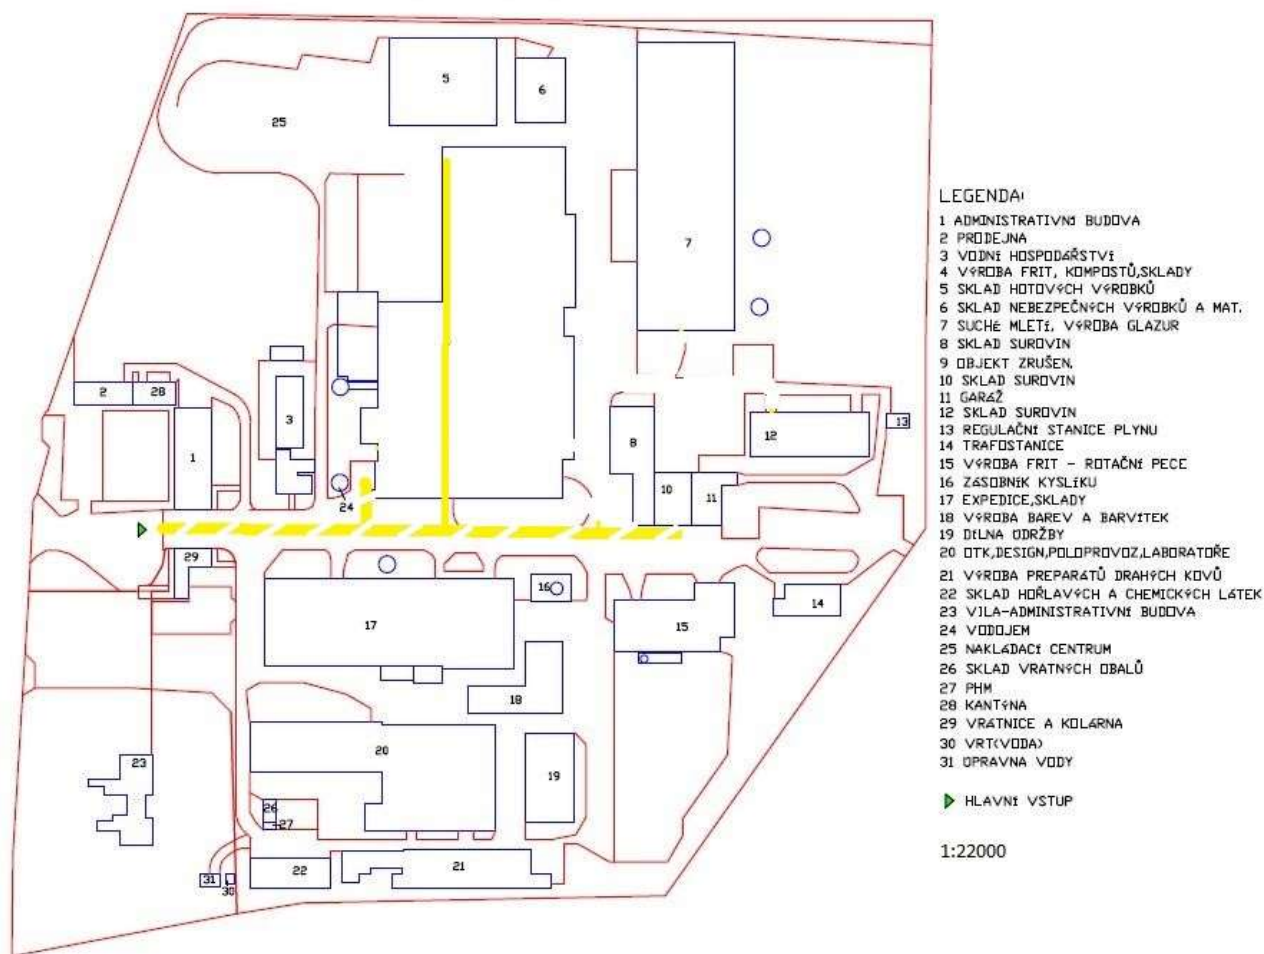 5
6
25
7
LEGENDA:
1 ADMINISTRATIVNÍ BUDOVA
2 PRODEJNA
3 VODNÍ HOSPODÁŘSTVÍ
4 VÝROBA FRIT, KOMPOSTŮ,SKLADY
5 SKLAD HOTOVÝCH VÝROBKŮ
6 SKLAD NEBEZPEČNÝCH VÝROBKŮ A MAT.
7 SUCHÉ MLETÍ, VÝROBA GLAZUR
8 SKLAD SUROVIN
9 OBJEKT ZRUŠEN.
10 SKLAD SUROVIN
11 GARÁŽ
12 SKLAD SUROVIN
13 REGULAČNÍ STANICE PLYNU
14 TRAFOSTANICE
15 VÝROBA FRIT - ROTAČNÍ PECE
16 ZÁSOBNÍK KYSLÍKU
17 EXPEDICE,SKLADY
18 VÝROBA BAREV A BARVÍTEK
19 DÍLNA ÚDRŽBY
20 OTK,DESIGN,POLOPROVOZ,LABORATOŘE
21 VÝROBA PREPARÁTŮ DRAHÝCH KOVŮ
22 SKLAD HOŘLAVÝCH A CHEMICKÝCH LÁTEK
23 VILA-ADMINISTRATIVNÍ BUDOVA
24 VODOJEM
25 NAKLÁDACÍ CENTRUM
26 SKLAD VRATNÝCH OBALŮ
27 PHM
28 KANTÝNA
29 VRÁTNICE A KOLÁRNA
30 VRT(VODA)
31 ÚPRAVNA VODY
HLAVNÍ VSTUP
1:22000
2
28
3
1
8
12
13
10
11
24
29
16
17
15
14
18
20
19
23
26
27
22
21
31
30